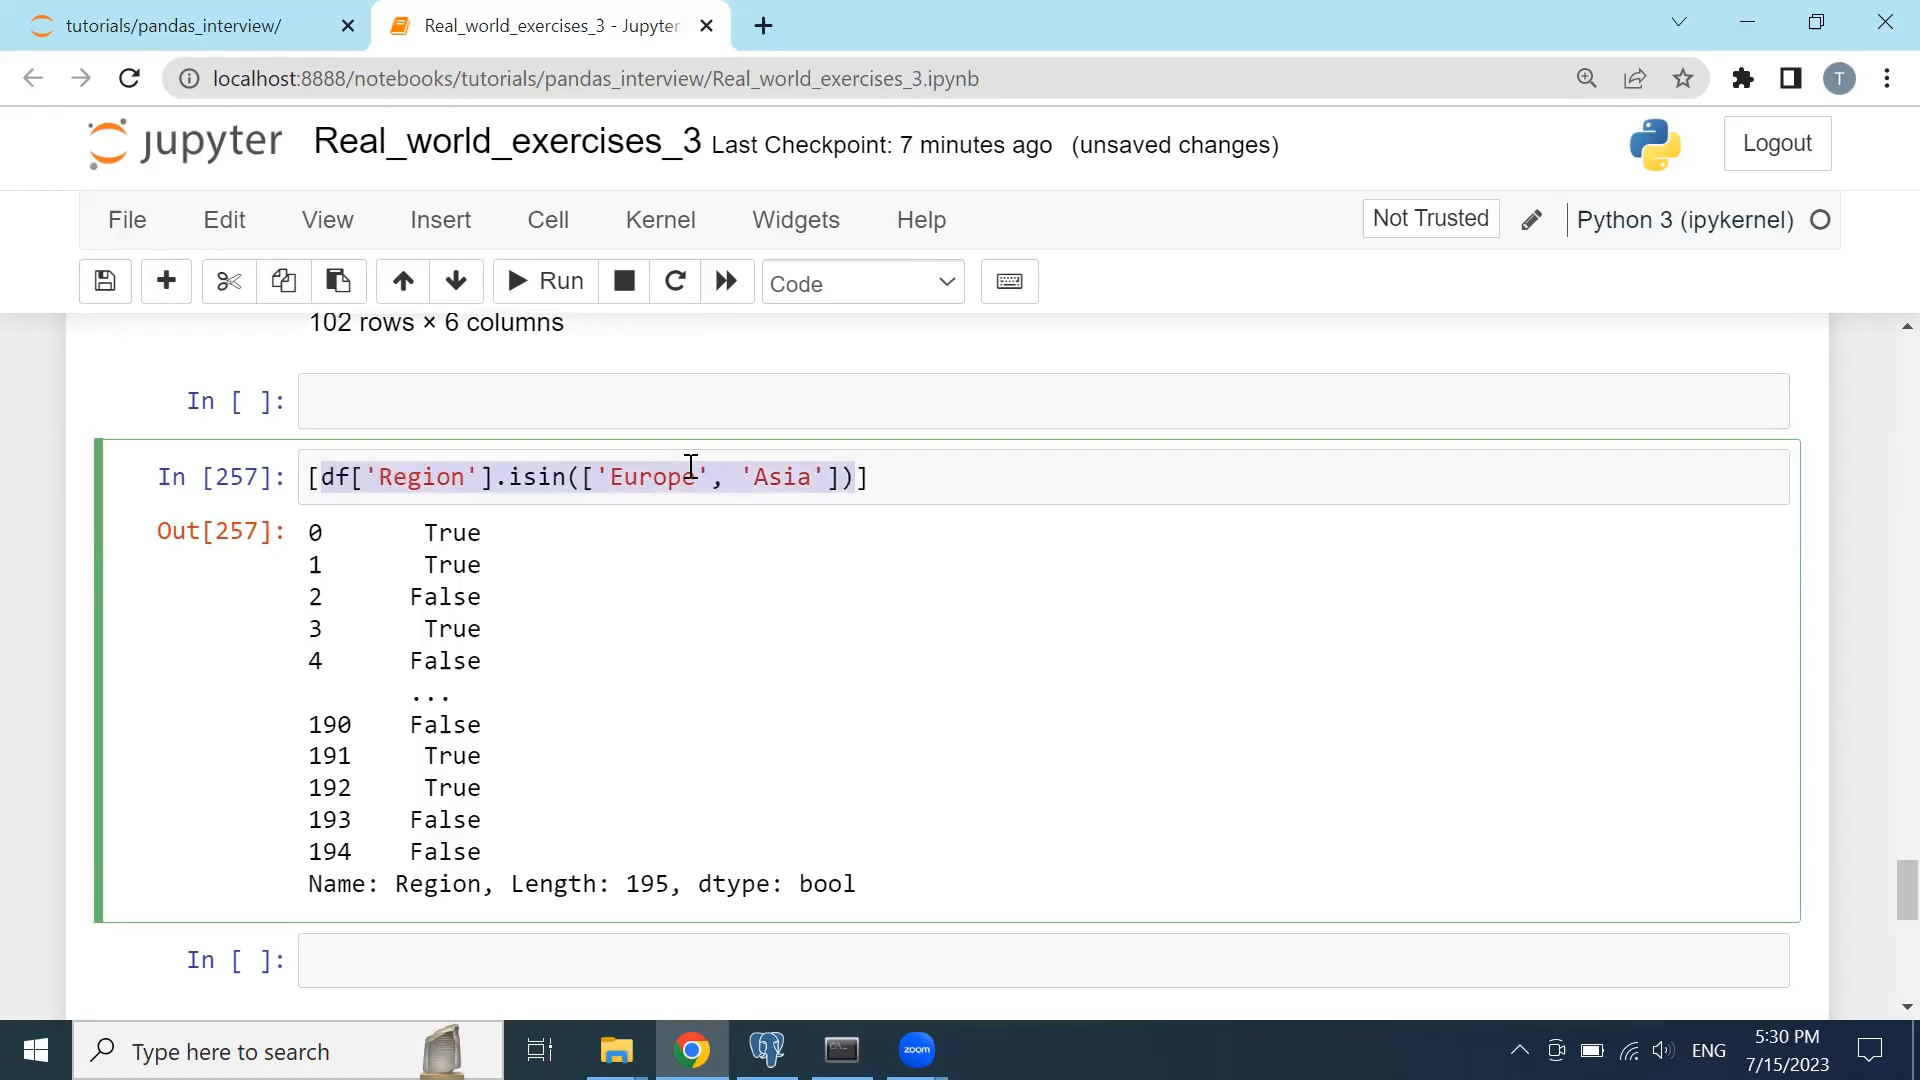 tutorials/pandas_interview/
Real_world_exercises_3 - Jupyter
localhost:8888/notebooks/tutorials/pandas_interview/Real_world_exercises_3.ipynb
T
jupyter Real_world_exercises_3 Last Checkpoint: 7 minutes ago (unsaved changes)
Logout
File Edit View Insert Cell Kernel Widgets Help
Not Trusted
Python 3 (ipykernel)
Run
Code
102 rows × 6 columns
In [ ]:
In [257]: [df['Region'].isin(['Europe', 'Asia'])]
Out[257]: 0 True
1 True
2 False
3 True
4 False
...
190 False
191 True
192 True
193 False
194 False
Name: Region, Length: 195, dtype: bool
In [ ]:
Type here to search
zoom
ENG
5:30 PM
7/15/2023